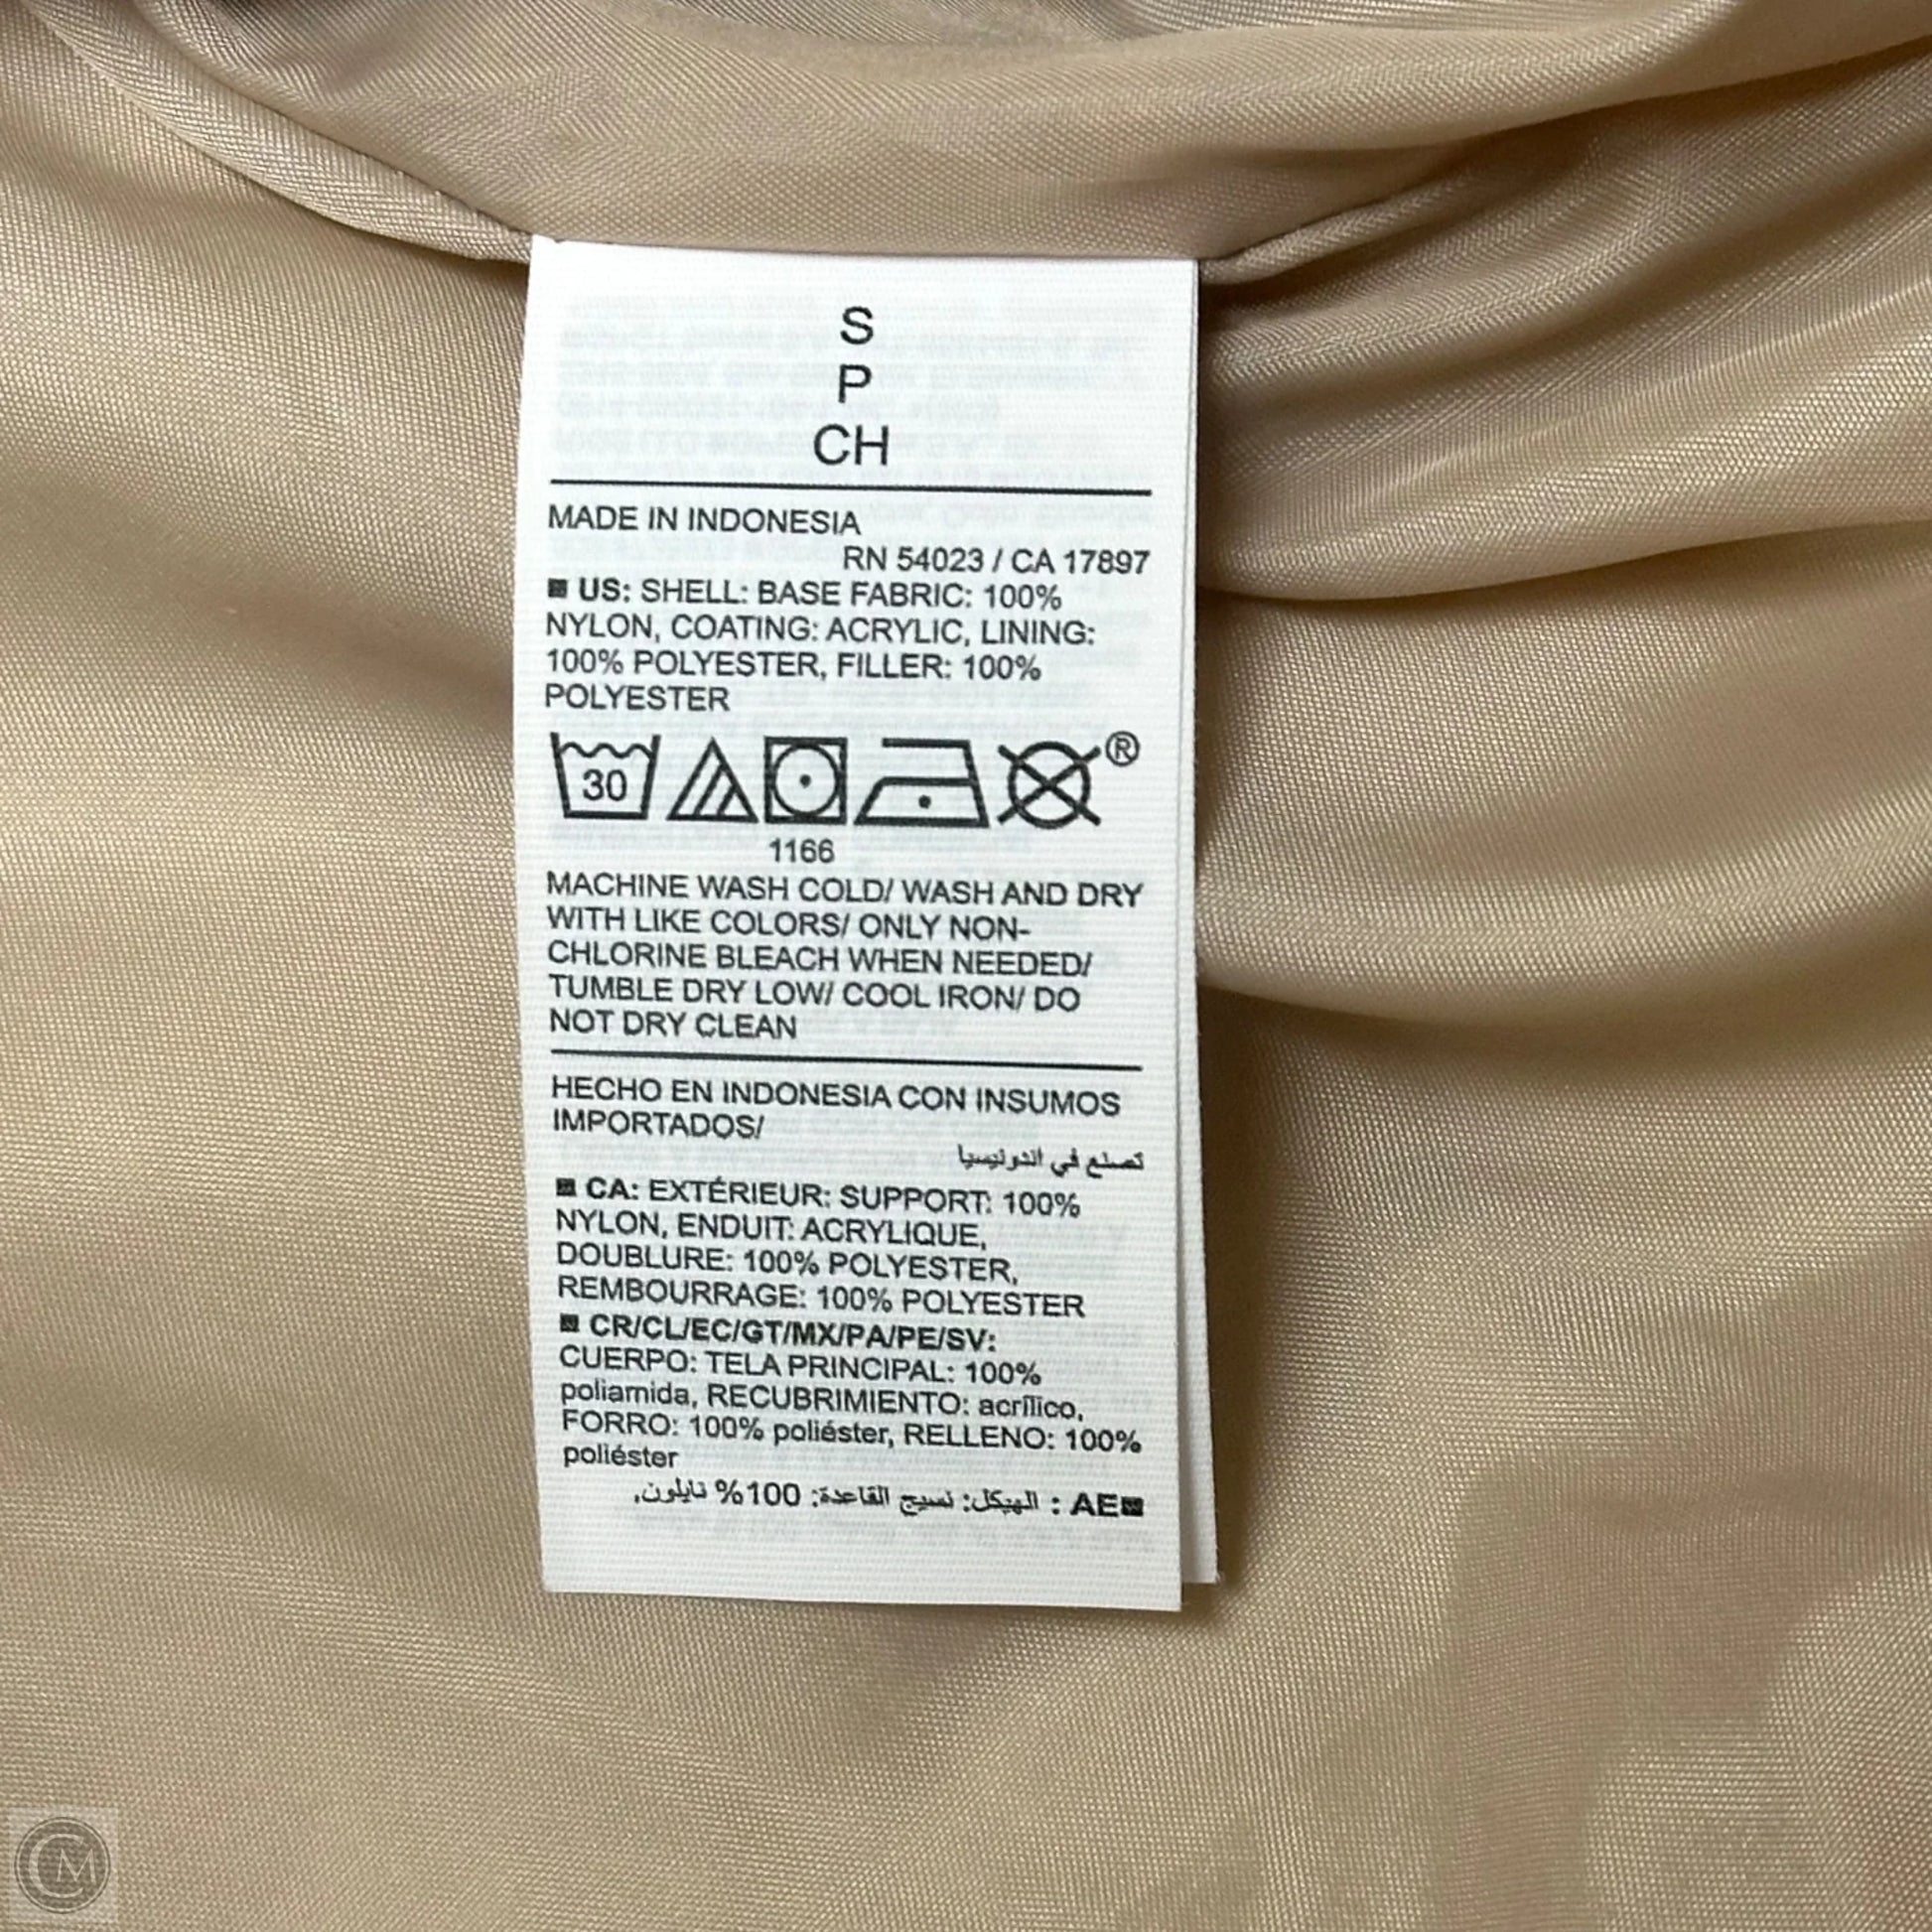 S
P
CH
MADE IN INDONESIA
RN 54023 / CA 17897
US: SHELL: BASE FABRIC: 100%
NYLON, COATING: ACRYLIC, LINING:
100% POLYESTER, FILLER: 100%
POLYESTER
30 ®
1166
MACHINE WASH COLD/ WASH AND DRY
WITH LIKE COLORS/ ONLY NON-
CHLORINE BLEACH WHEN NEEDED/
TUMBLE DRY LOW/ COOL IRON/ DO
NOT DRY CLEAN
HECHO EN INDONESIA CON INSUMOS
IMPORTADOS/
تصنع في اندونيسيا
CA: EXTÉRIEUR: SUPPORT: 100%
NYLON, ENDUIT: ACRYLIQUE,
DOUBLURE: 100% POLYESTER,
REMBOURRAGE: 100% POLYESTER
CR/CL/EC/GT/MX/PA/PE/SV:
CUERPO: TELA PRINCIPAL: 100%
poliamida, RECUBRIMIENTO: acrílico,
FORRO: 100% poliéster, RELLENO: 100%
poliéster
AE : الهيكل: نسيج القاعدة: 100% نايلون,
CM